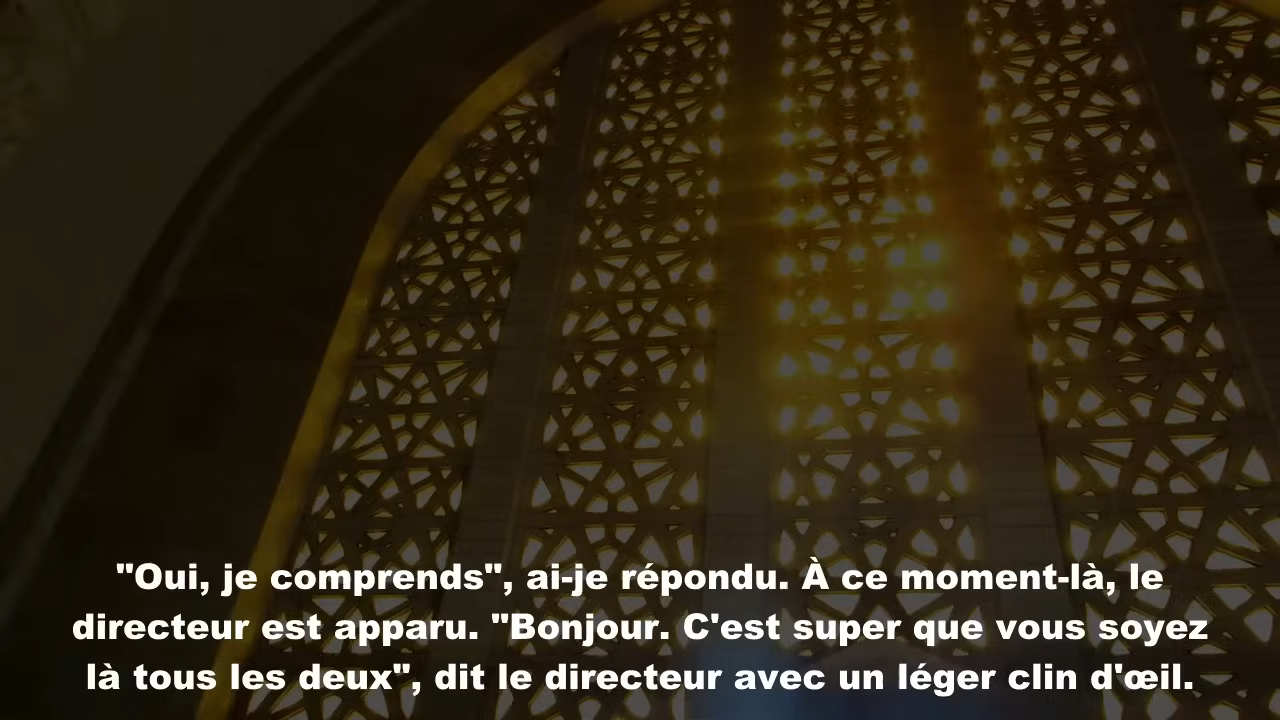 "Oui, je comprends", ai-je répondu. À ce moment-là, le
directeur est apparu. "Bonjour. C'est super que vous soyez
là tous les deux", dit le directeur avec un léger clin d'œil.